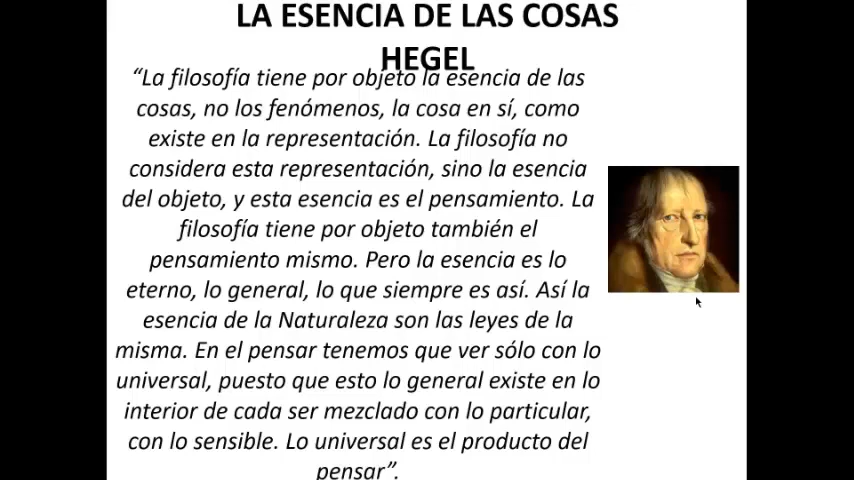 LA ESENCIA DE LAS COSAS
HEGEL
“La filosofía tiene por objeto la esencia de las
cosas, no los fenómenos, la cosa en sí, como
existe en la representación. La filosofía no
considera esta representación, sino la esencia
del objeto, y esta esencia es el pensamiento. La
filosofía tiene por objeto también el
pensamiento mismo. Pero la esencia es lo
eterno, lo general, lo que siempre es así. Así la
esencia de la Naturaleza son las leyes de la
misma. En el pensar tenemos que ver sólo con lo
universal, puesto que esto lo general existe en lo
interior de cada ser mezclado con lo particular,
con lo sensible. Lo universal es el producto del
pensar”.